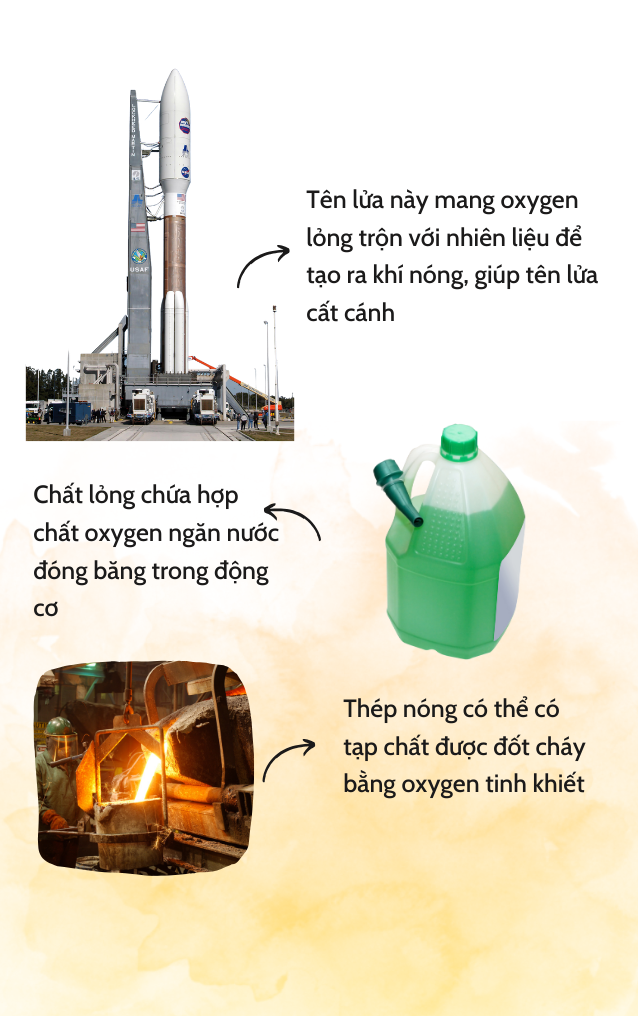 Tên lửa này mang oxygen
lỏng trộn với nhiên liệu để
tạo ra khí nóng, giúp tên lửa
cất cánh
USAF
Chất lỏng chứa hợp
chất oxygen ngăn nước
đóng băng trong động
cơ
Thép nóng có thể có
tạp chất được đốt cháy
bằng oxygen tinh khiết